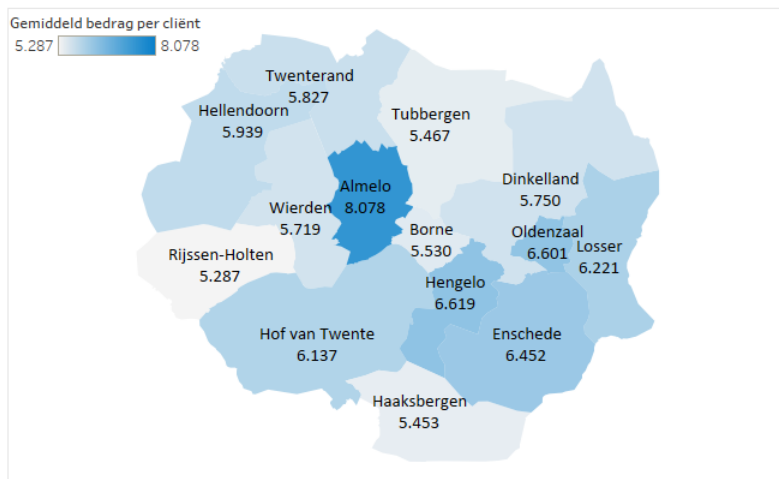 Gemiddeld bedrag per cliënt
5.287 8.078
Twenterand
5.827
Hellendoorn
5.939
Tubbergen
5.467
Almelo
8.078
Dinkelland
5.750
Wierden
5.719
Borne
5.530
Oldenzaal
6.601
Losser
6.221
Rijssen-Holten
5.287
Hengelo
6.619
Hof van Twente
6.137
Enschede
6.452
Haaksbergen
5.453